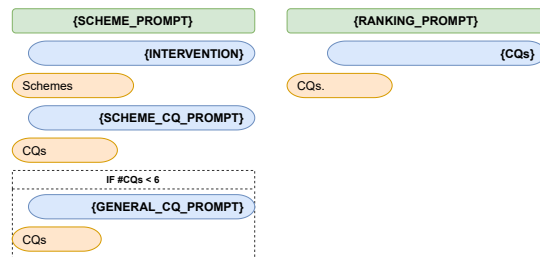 {SCHEME_PROMPT}
{INTERVENTION}
Schemes
{SCHEME_CQ_PROMPT}
CQs
IF #CQs < 6
{GENERAL_CQ_PROMPT}
CQs
{RANKING_PROMPT}
{CQs}
CQs.